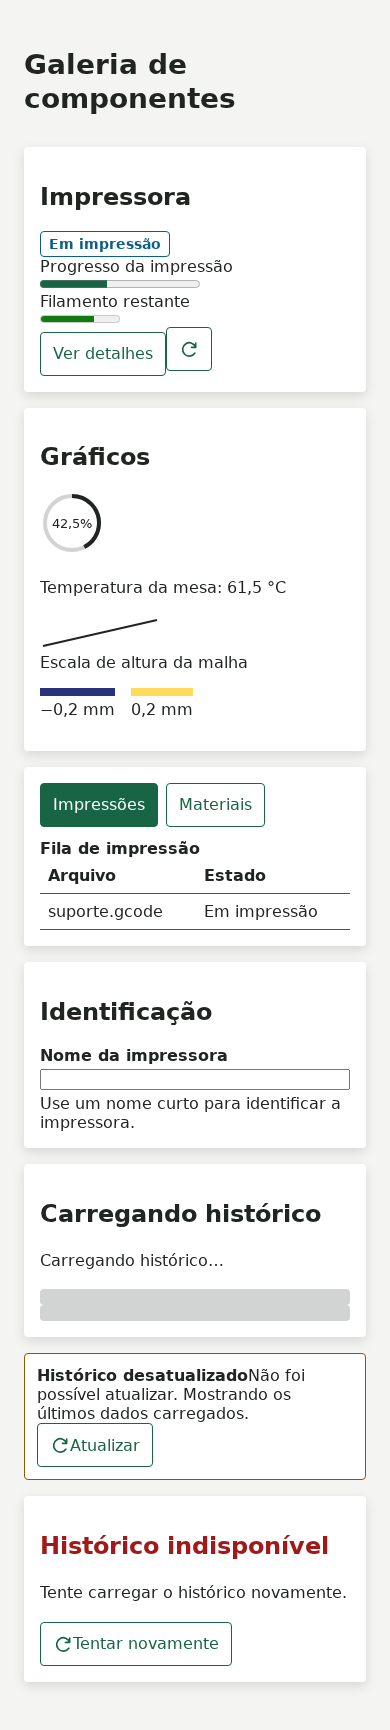 Galeria de
componentes
Impressora
Em impressão
Progresso da impressão
Filamento restante
Ver detalhes
Gráficos
42,5%
Temperatura da mesa: 61,5 °C
Escala de altura da malha
−0,2 mm 0,2 mm
Impressões Materiais
Fila de impressão
Arquivo Estado
suporte.gcode Em impressão
Identificação
Nome da impressora
Use um nome curto para identificar a
impressora.
Carregando histórico
Carregando histórico…
Histórico desatualizadoNão foi
possível atualizar. Mostrando os
últimos dados carregados.
Atualizar
Histórico indisponível
Tente carregar o histórico novamente.
Tentar novamente